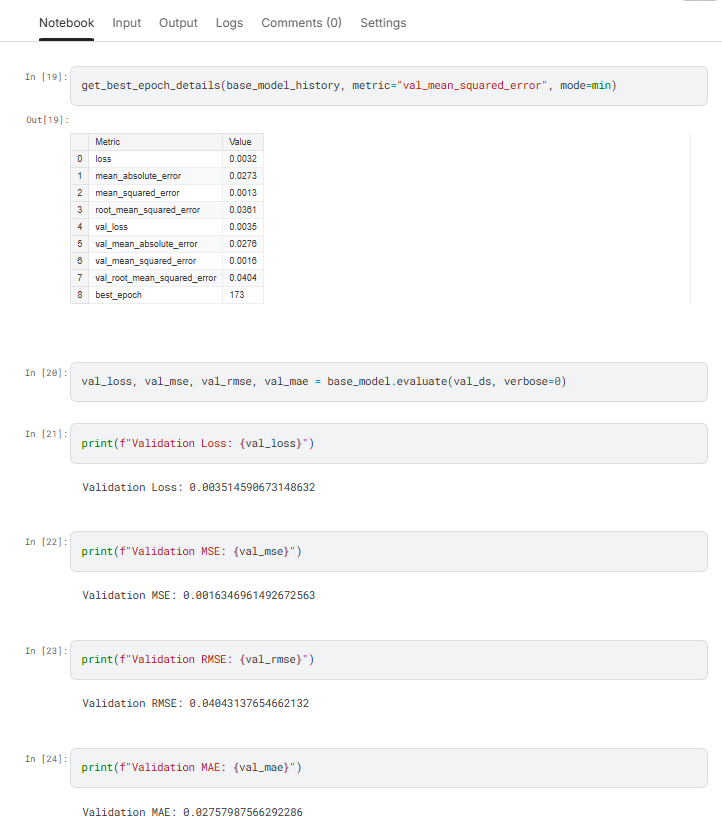 Notebook Input Output Logs Comments (0) Settings
In [19]:
get_best_epoch_details(base_model_history, metric="val_mean_squared_error", mode=min)
Out[19]:
Metric Value
0 loss 0.0032
1 mean_absolute_error 0.0273
2 mean_squared_error 0.0013
3 root_mean_squared_error 0.0361
4 val_loss 0.0035
5 val_mean_absolute_error 0.0276
6 val_mean_squared_error 0.0016
7 val_root_mean_squared_error 0.0404
8 best_epoch 173
In [20]:
val_loss, val_mse, val_rmse, val_mae = base_model.evaluate(val_ds, verbose=0)
In [21]:
print(f"Validation Loss: {val_loss}")
Validation Loss: 0.003514590673148632
In [22]:
print(f"Validation MSE: {val_mse}")
Validation MSE: 0.0016346961492672563
In [23]:
print(f"Validation RMSE: {val_rmse}")
Validation RMSE: 0.04043137654662132
In [24]:
print(f"Validation MAE: {val_mae}")
Validation MAE: 0.02757987566292286